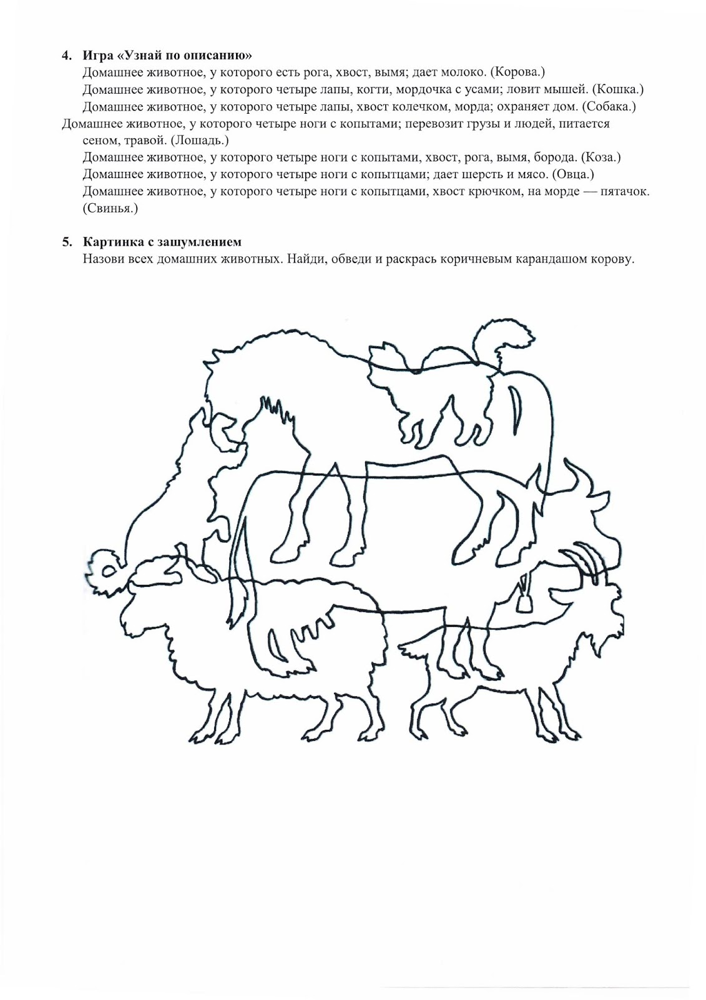 4. Игра «Узнай по описанию»
Домашнее животное, у которого есть рога, хвост, вымя; дает молоко. (Корова.)
Домашнее животное, у которого четыре лапы, когти, мордочка с усами; ловит мышей. (Кошка.)
Домашнее животное, у которого четыре лапы, хвост колечком, морда; охраняет дом. (Собака.)
Домашнее животное, у которого четыре ноги с копытами; перевозит грузы и людей, питается
сеном, травой. (Лошадь.)
Домашнее животное, у которого четыре ноги с копытами, хвост, рога, вымя, борода. (Коза.)
Домашнее животное, у которого четыре ноги с копытцами; дает шерсть и мясо. (Овца.)
Домашнее животное, у которого четыре ноги с копытцами, хвост крючком, на морде — пятачок.
(Свинья.)
5. Картинка с зашумлением
Назови всех домашних животных. Найди, обведи и раскрась коричневым карандашом корову.